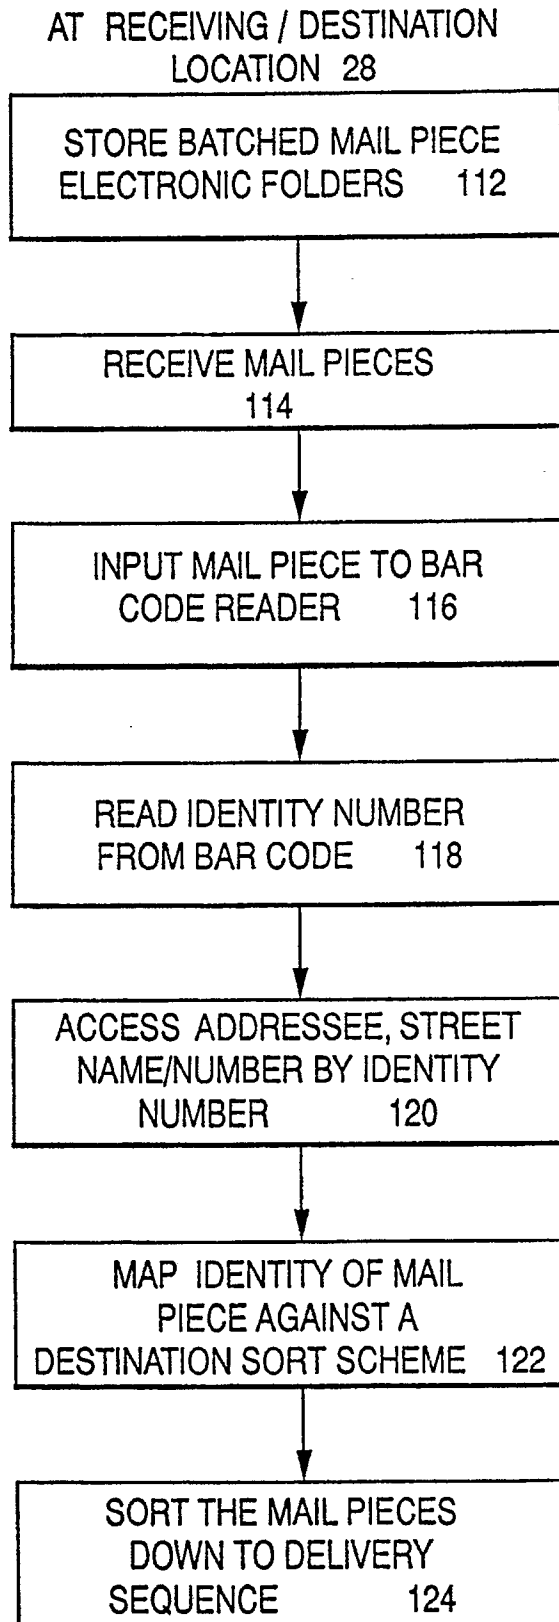 AT RECEIVING / DESTINATION
LOCATION 28
STORE BATCHED MAIL PIECE
ELECTRONIC FOLDERS 112
RECEIVE MAIL PIECES
114
INPUT MAIL PIECE TO BAR
CODE READER 116
READ IDENTITY NUMBER
FROM BAR CODE 118
ACCESS ADDRESSEE, STREET
NAME/NUMBER BY IDENTITY
NUMBER 120
MAP IDENTITY OF MAIL
PIECE AGAINST A
DESTINATION SORT SCHEME 122
SORT THE MAIL PIECES
DOWN TO DELIVERY
SEQUENCE 124